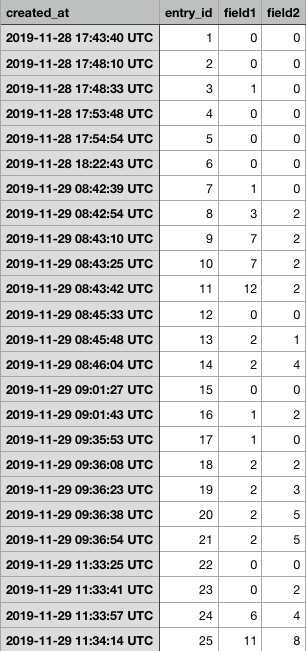 created_at entry_id field1 field2
2019-11-28 17:43:40 UTC 1 0 0
2019-11-28 17:48:10 UTC 2 0 0
2019-11-28 17:48:33 UTC 3 1 0
2019-11-28 17:53:48 UTC 4 0 0
2019-11-28 17:54:54 UTC 5 0 0
2019-11-28 18:22:43 UTC 6 0 0
2019-11-29 08:42:39 UTC 7 1 0
2019-11-29 08:42:54 UTC 8 3 2
2019-11-29 08:43:10 UTC 9 7 2
2019-11-29 08:43:25 UTC 10 7 2
2019-11-29 08:43:42 UTC 11 12 2
2019-11-29 08:45:33 UTC 12 0 0
2019-11-29 08:45:48 UTC 13 2 1
2019-11-29 08:46:04 UTC 14 2 4
2019-11-29 09:01:27 UTC 15 0 0
2019-11-29 09:01:43 UTC 16 1 2
2019-11-29 09:35:53 UTC 17 1 0
2019-11-29 09:36:08 UTC 18 2 2
2019-11-29 09:36:23 UTC 19 2 3
2019-11-29 09:36:38 UTC 20 2 5
2019-11-29 09:36:54 UTC 21 2 5
2019-11-29 11:33:25 UTC 22 0 0
2019-11-29 11:33:41 UTC 23 0 2
2019-11-29 11:33:57 UTC 24 6 4
2019-11-29 11:34:14 UTC 25 11 8